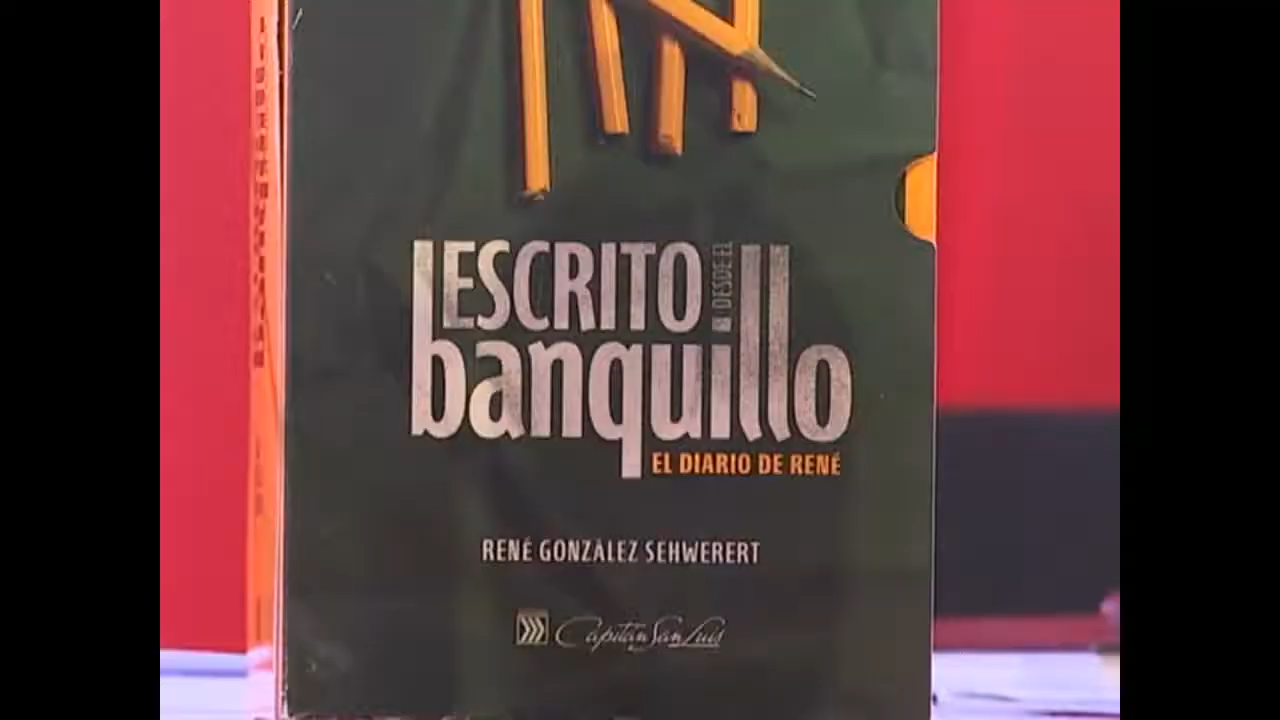 ESCRITO
DESDE EL
banquillo
EL DIARIO DE RENÉ
RENÉ GONZÁLEZ SEHWERERT
Capitán San Luis